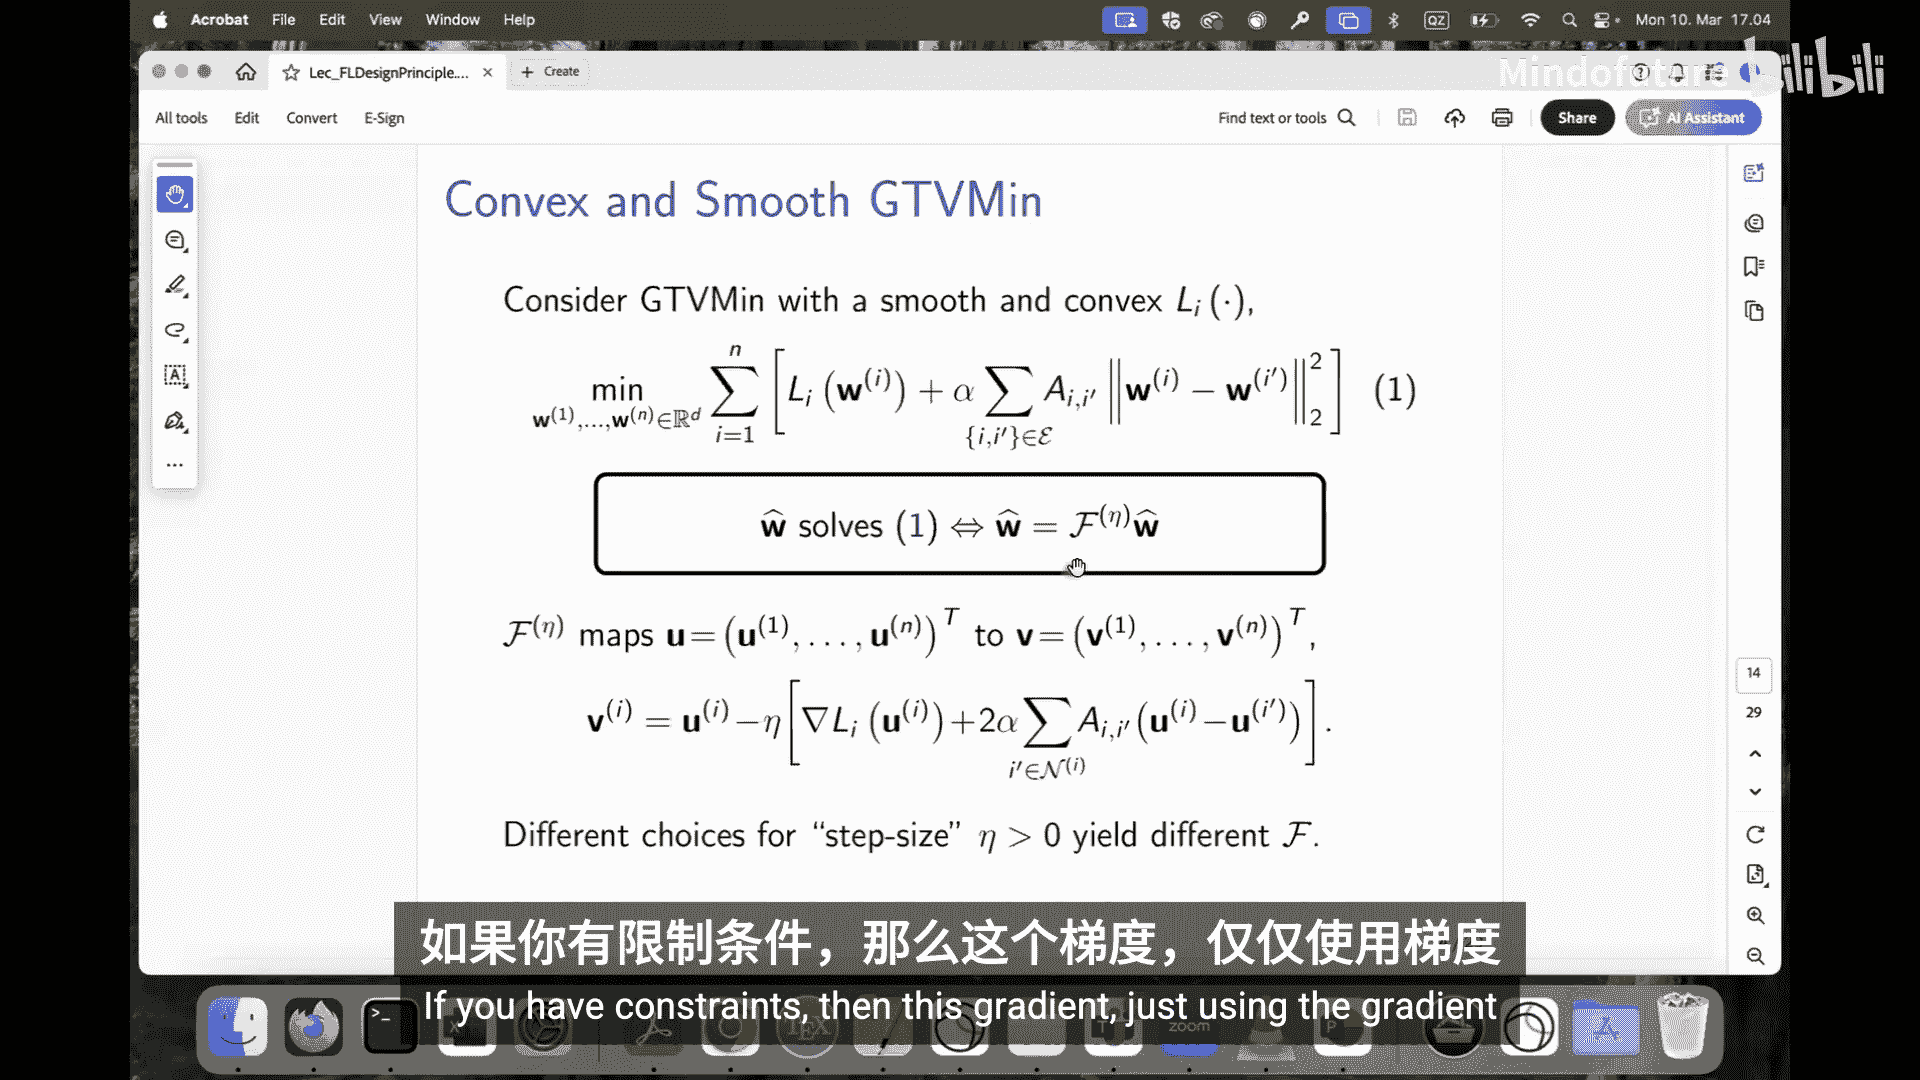 Acrobat File Edit View Window Help
QZ
Mon 10. Mar 17.04
Lec_FLDesignPrinciple....
Create
Mindofuture bilibili
All tools Edit Convert E-Sign
Find text or tools
Share
AI Assistant
Convex and Smooth GTVMin
Consider GTVMin with a smooth and convex L_i (·),
min_{w^{(1)},...,w^{(n)}∈ℝ^d} ∑_{i=1}^{n} [ L_i (w^{(i)}) + α ∑_{{i,i′}∈ℰ} A_{i,i′} ‖w^{(i)} − w^{(i′)}‖_2^2 ] (1)
ŵ solves (1) ⇔ ŵ = ℱ^{(η)}ŵ
ℱ^{(η)} maps u=(u^{(1)},...,u^{(n)})^T to v=(v^{(1)},...,v^{(n)})^T,
v^{(i)} = u^{(i)}−η[∇L_i (u^{(i)})+2α ∑_{i′∈𝒩^{(i)}} A_{i,i′}(u^{(i)}−u^{(i′)})].
Different choices for “step-size” η > 0 yield different ℱ.
14
29
如果你有限制条件，那么这个梯度，仅仅使用梯度
If you have constraints, then this gradient, just using the gradient
zoom